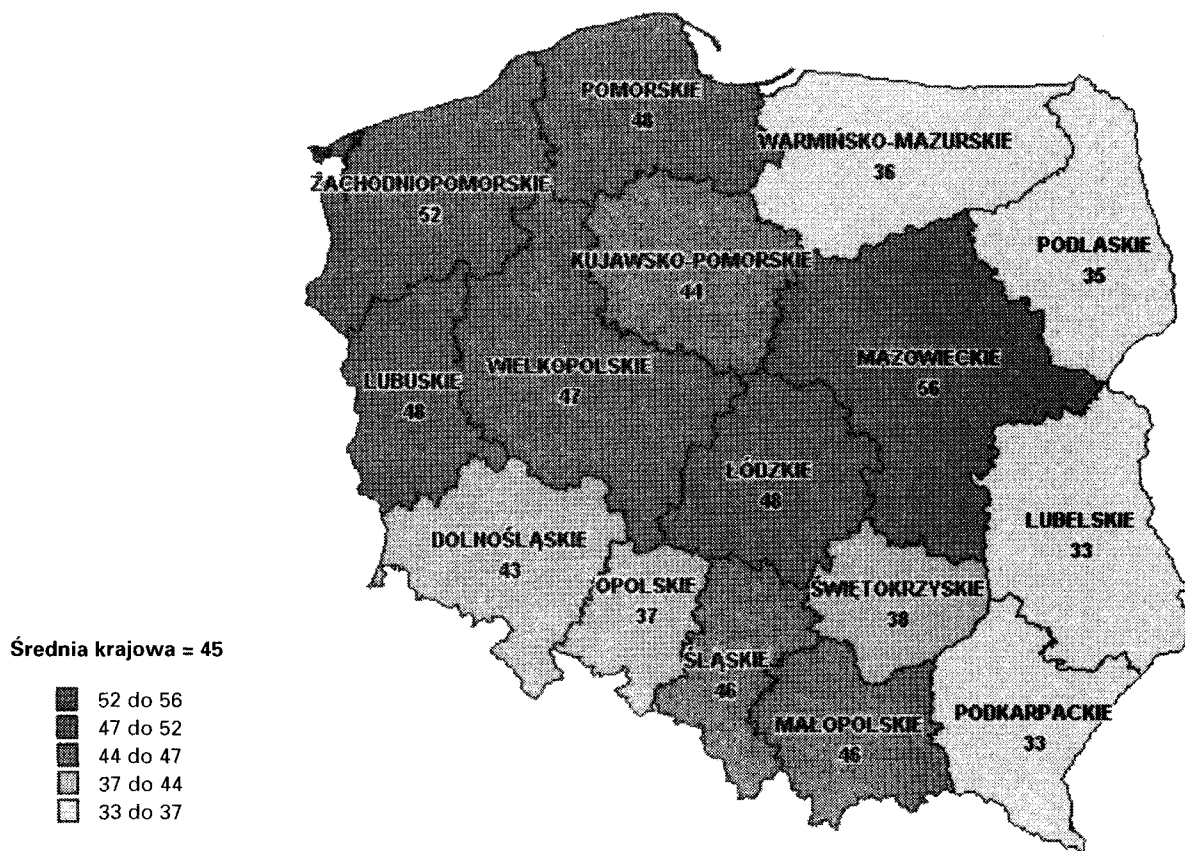 POMORSKIE
48
WARMIŃSKO-MAZURSKIE
36
ZACHODNIOPOMORSKIE
52
PODLASKIE
35
KUJAWSKO-POMORSKIE
44
MAZOWIECKIE
56
WIELKOPOLSKIE
47
LUBUSKIE
48
ŁÓDZKIE
48
LUBELSKIE
33
DOLNOŚLĄSKIE
43
OPOLSKIE
37
ŚWIĘTOKRZYSKIE
38
ŚLĄSKIE
46
MAŁOPOLSKIE
46
PODKARPACKIE
33
Średnia krajowa = 45
52 do 56
47 do 52
44 do 47
37 do 44
33 do 37